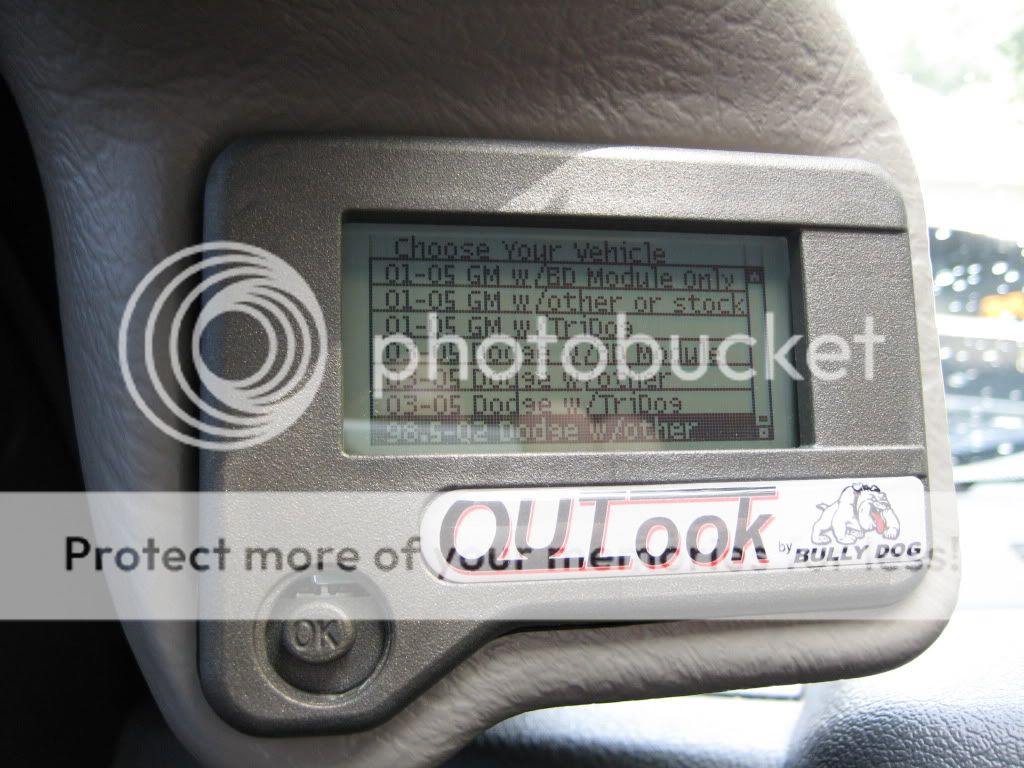 Choose Your Vehicle
01-05 GM w/BD Module Only
01-05 GM w/other or stock
01-05 GM w/TriDog
Dodge w/other
03-05 Dodge w/TriDog
98.5-02 Dodge w/other
photobucket
Protect more of your memories for less!
OUTLook
by BULLY DOG
OK